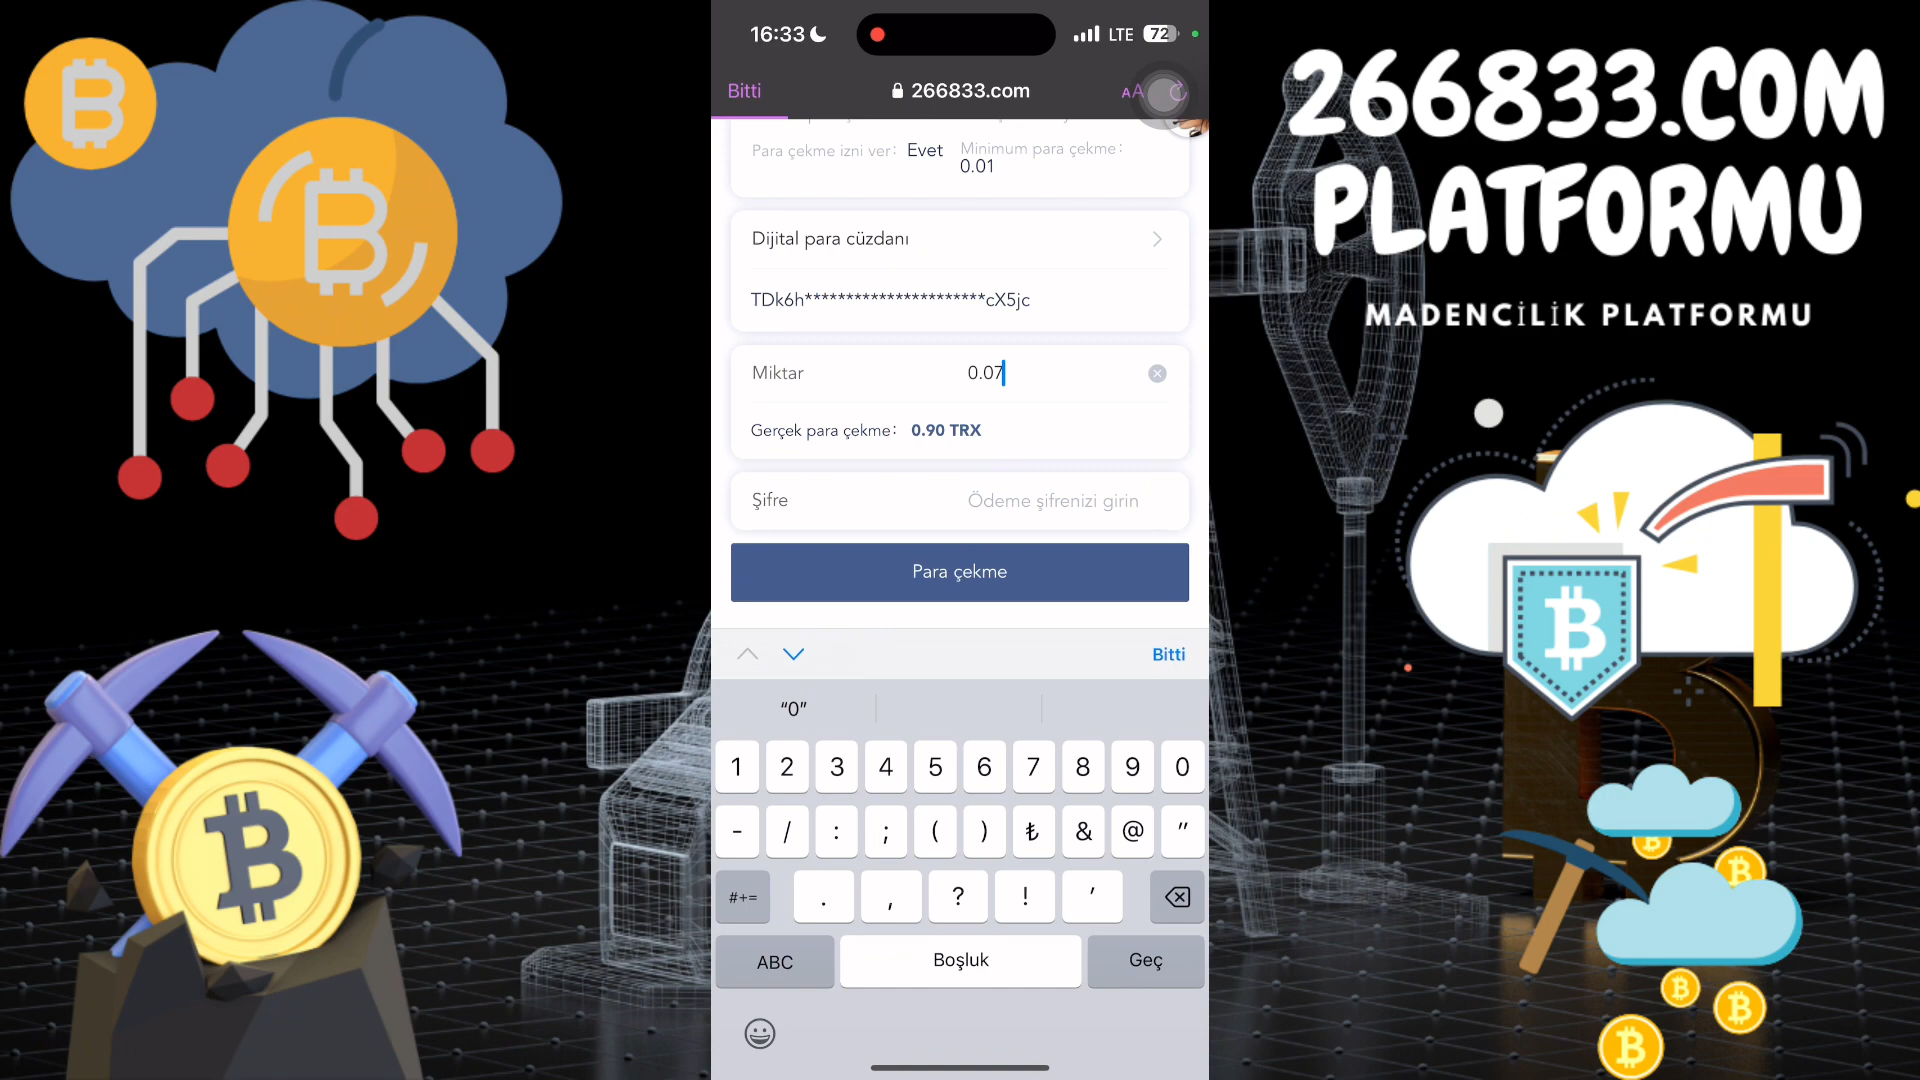 16:33
LTE
72
Bitti
266833.com
AA
Para çekme izni ver: Evet
Minimum para çekme:
0.01
Dijital para cüzdanı
TDk6h**********************cX5jc
Miktar
0.07
Gerçek para çekme: 0.90 TRX
Şifre
Ödeme şifrenizi girin
Para çekme
Bitti
“0”
1 2 3 4 5 6 7 8 9 0
- / : ; ( ) ₺ & @ "
#+= . , ? ! '
ABC
Boşluk
Geç
266833.COM
PLATFORMU
MADENCİLİK PLATFORMU